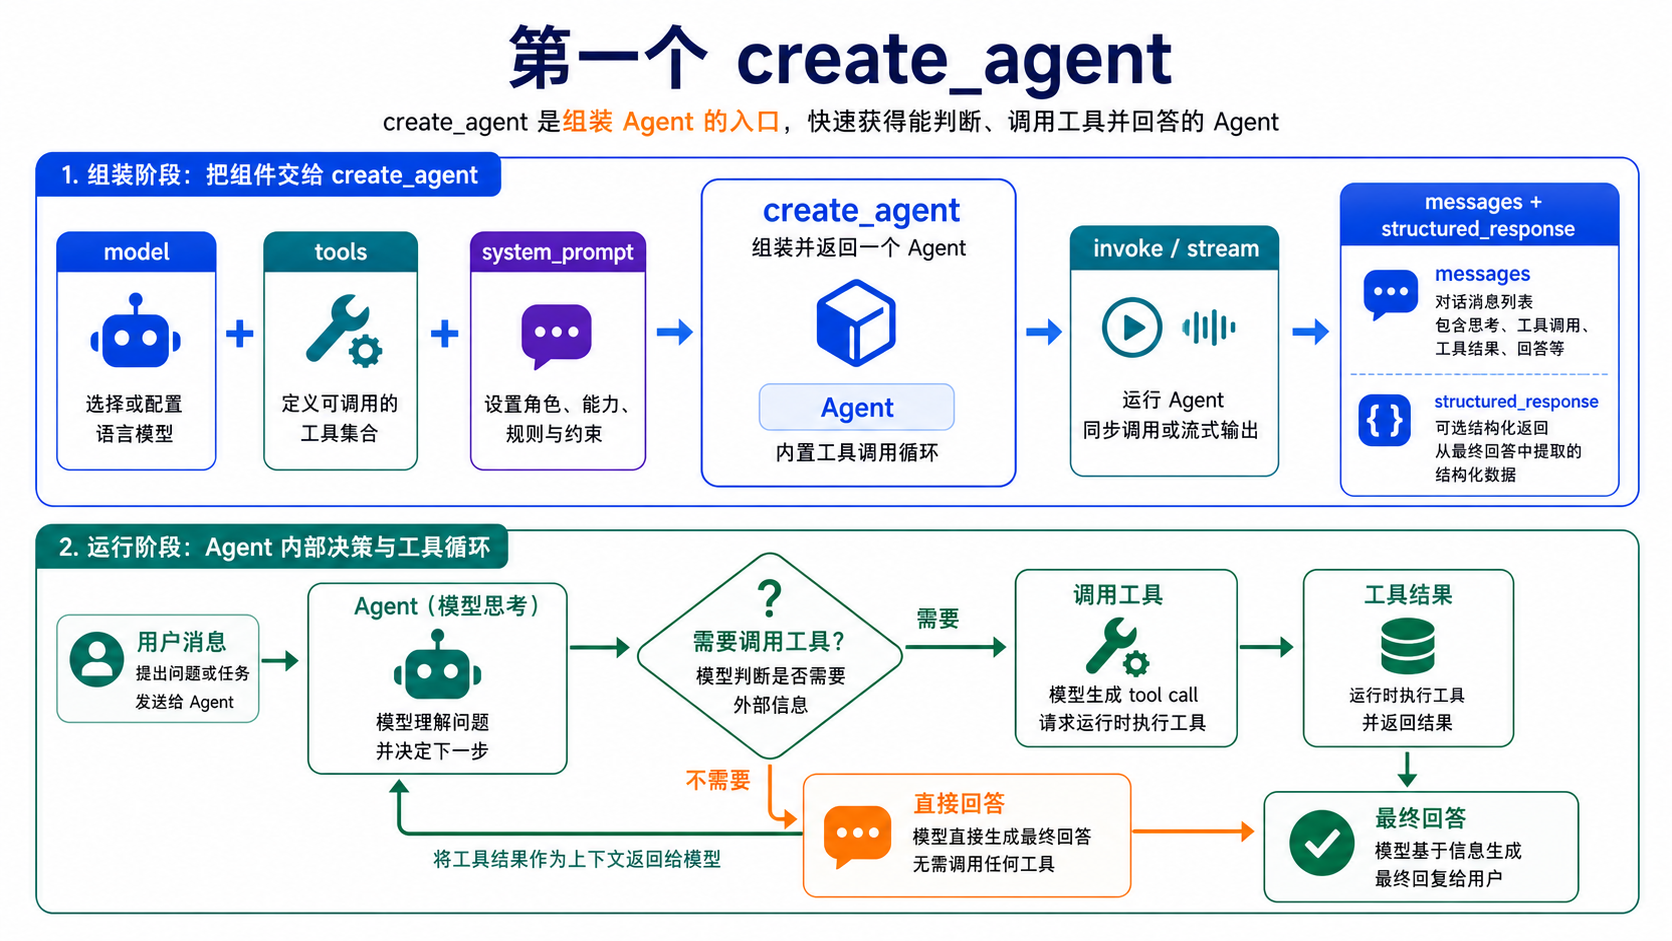 第一个 create_agent
create_agent 是组装 Agent 的入口，快速获得能判断、调用工具并回答的 Agent
1. 组装阶段：把组件交给 create_agent
model
选择或配置
语言模型
+
tools
定义可调用的
工具集合
+
system_prompt
设置角色、能力、
规则与约束
create_agent
组装并返回一个 Agent
Agent
内置工具调用循环
invoke / stream
运行 Agent
同步调用或流式输出
messages +
structured_response
messages
对话消息列表
包含思考、工具调用、
工具结果、回答等
{ }
structured_response
可选结构化返回
从最终回答中提取的
结构化数据
2. 运行阶段：Agent 内部决策与工具循环
用户消息
提出问题或任务
发送给 Agent
Agent（模型思考）
模型理解问题
并决定下一步
?
需要调用工具？
模型判断是否需要
外部信息
需要
调用工具
模型生成 tool call
请求运行时执行工具
工具结果
运行时执行工具
并返回结果
不需要
直接回答
模型直接生成最终回答
无需调用任何工具
最终回答
模型基于信息生成
最终回复给用户
将工具结果作为上下文返回给模型